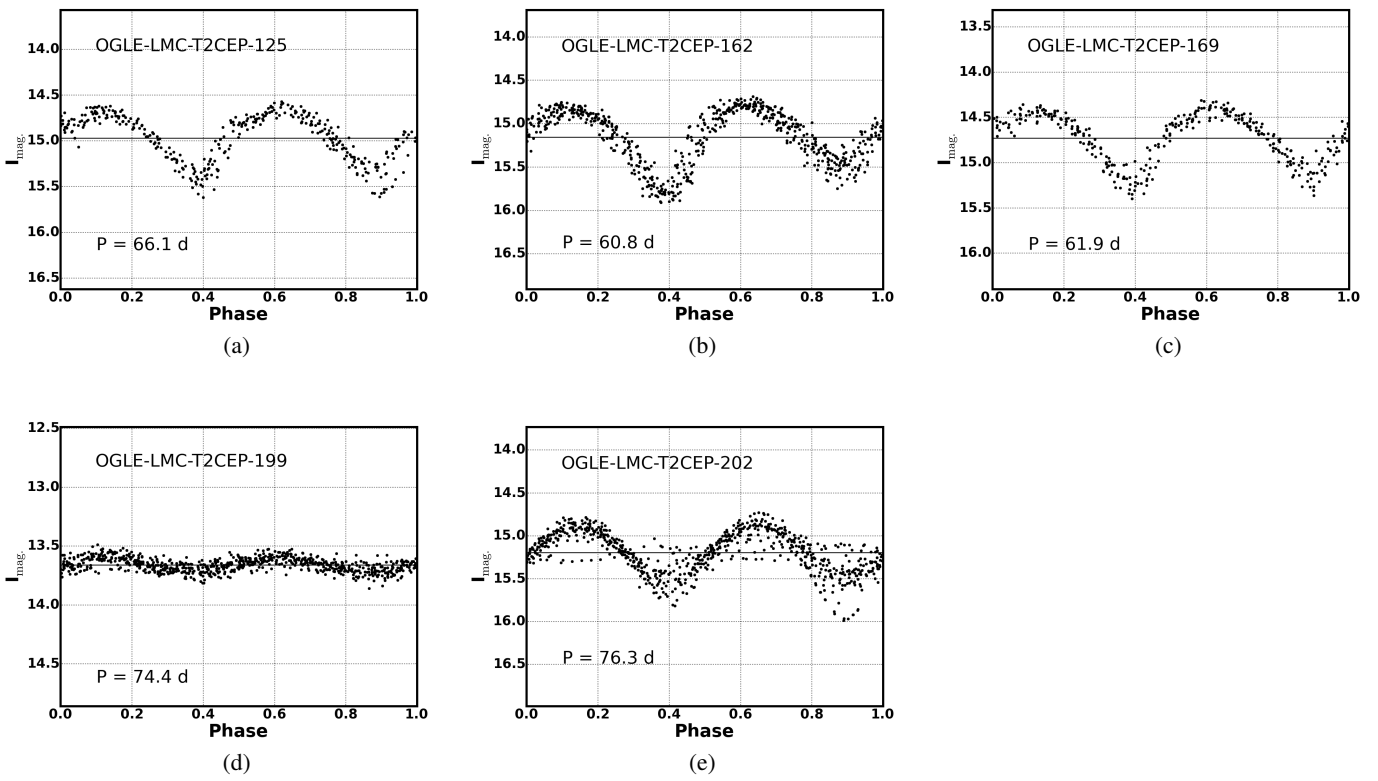 OGLE-LMC-T2CEP-125
14.0
14.5
15.0
15.5
16.0
16.5
I mag.
P = 66.1 d
0.0 0.2 0.4 0.6 0.8 1.0
Phase
(a)
OGLE-LMC-T2CEP-162
14.0
14.5
15.0
15.5
16.0
16.5
I mag.
P = 60.8 d
0.0 0.2 0.4 0.6 0.8 1.0
Phase
(b)
13.5
OGLE-LMC-T2CEP-169
14.0
14.5
15.0
15.5
16.0
I mag.
P = 61.9 d
0.0 0.2 0.4 0.6 0.8 1.0
Phase
(c)
12.5
OGLE-LMC-T2CEP-199
13.0
13.5
14.0
14.5
I mag.
P = 74.4 d
0.0 0.2 0.4 0.6 0.8 1.0
Phase
(d)
14.0
OGLE-LMC-T2CEP-202
14.5
15.0
15.5
16.0
16.5
I mag.
P = 76.3 d
0.0 0.2 0.4 0.6 0.8 1.0
Phase
(e)